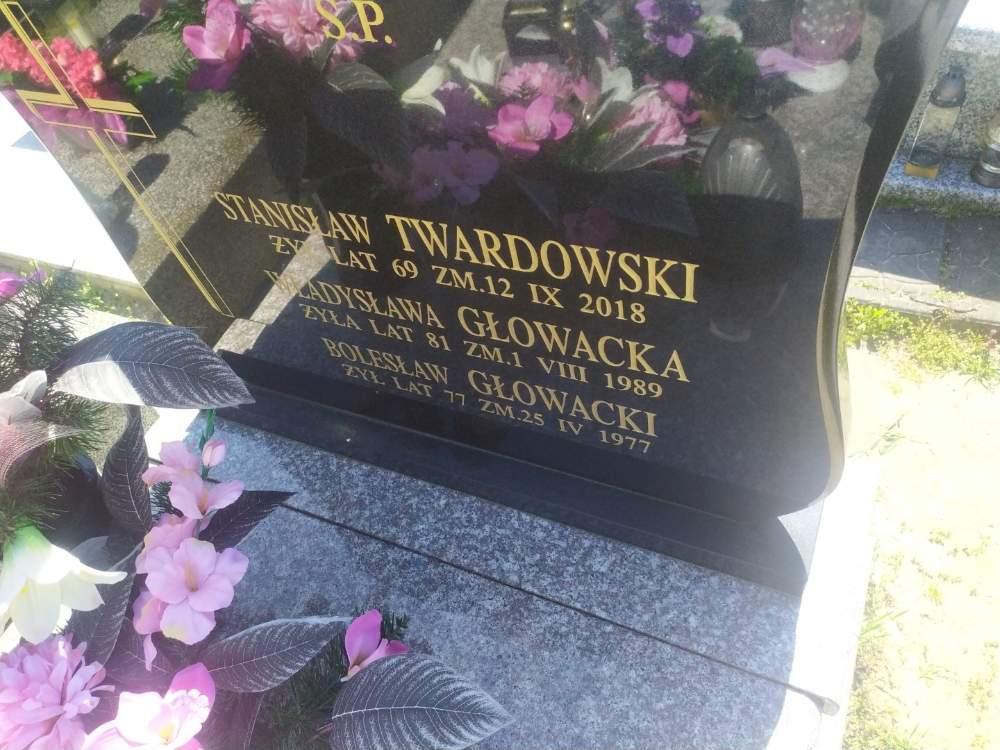 Ś.P.
STANISŁAW TWARDOWSKI
ŻYŁ LAT 69 ZM.12 IX 2018
WŁADYSŁAWA GŁOWACKA
ŻYŁA LAT 81 ZM.1 VIII 1989
BOLESŁAW GŁOWACKI
ŻYŁ LAT 77 ZM.25 IV 1977